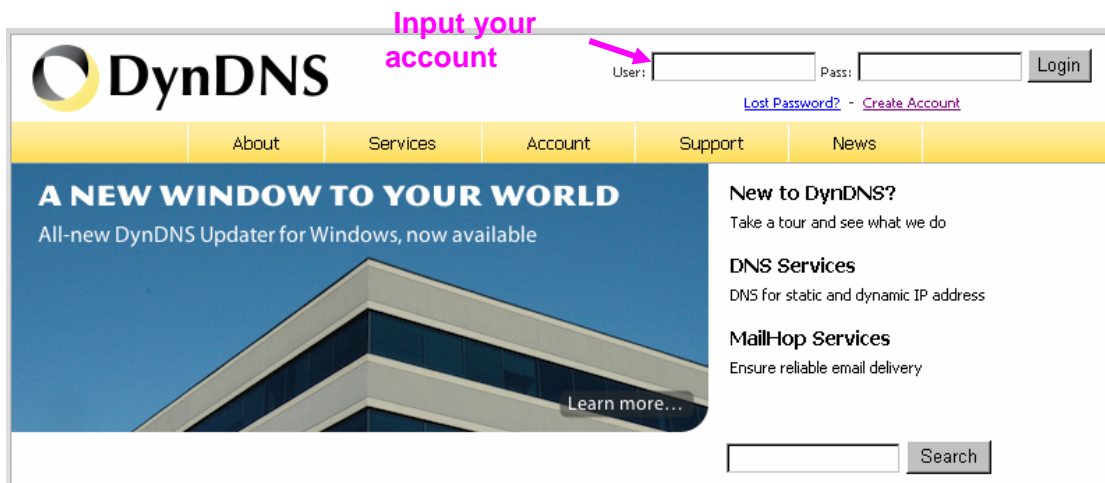 Input your
account
DynDNS
User:
Pass:
Login
Lost Password? - Create Account
About Services Account Support News
A NEW WINDOW TO YOUR WORLD
All-new DynDNS Updater for Windows, now available
Learn more...
New to DynDNS?
Take a tour and see what we do
DNS Services
DNS for static and dynamic IP address
MailHop Services
Ensure reliable email delivery
Search